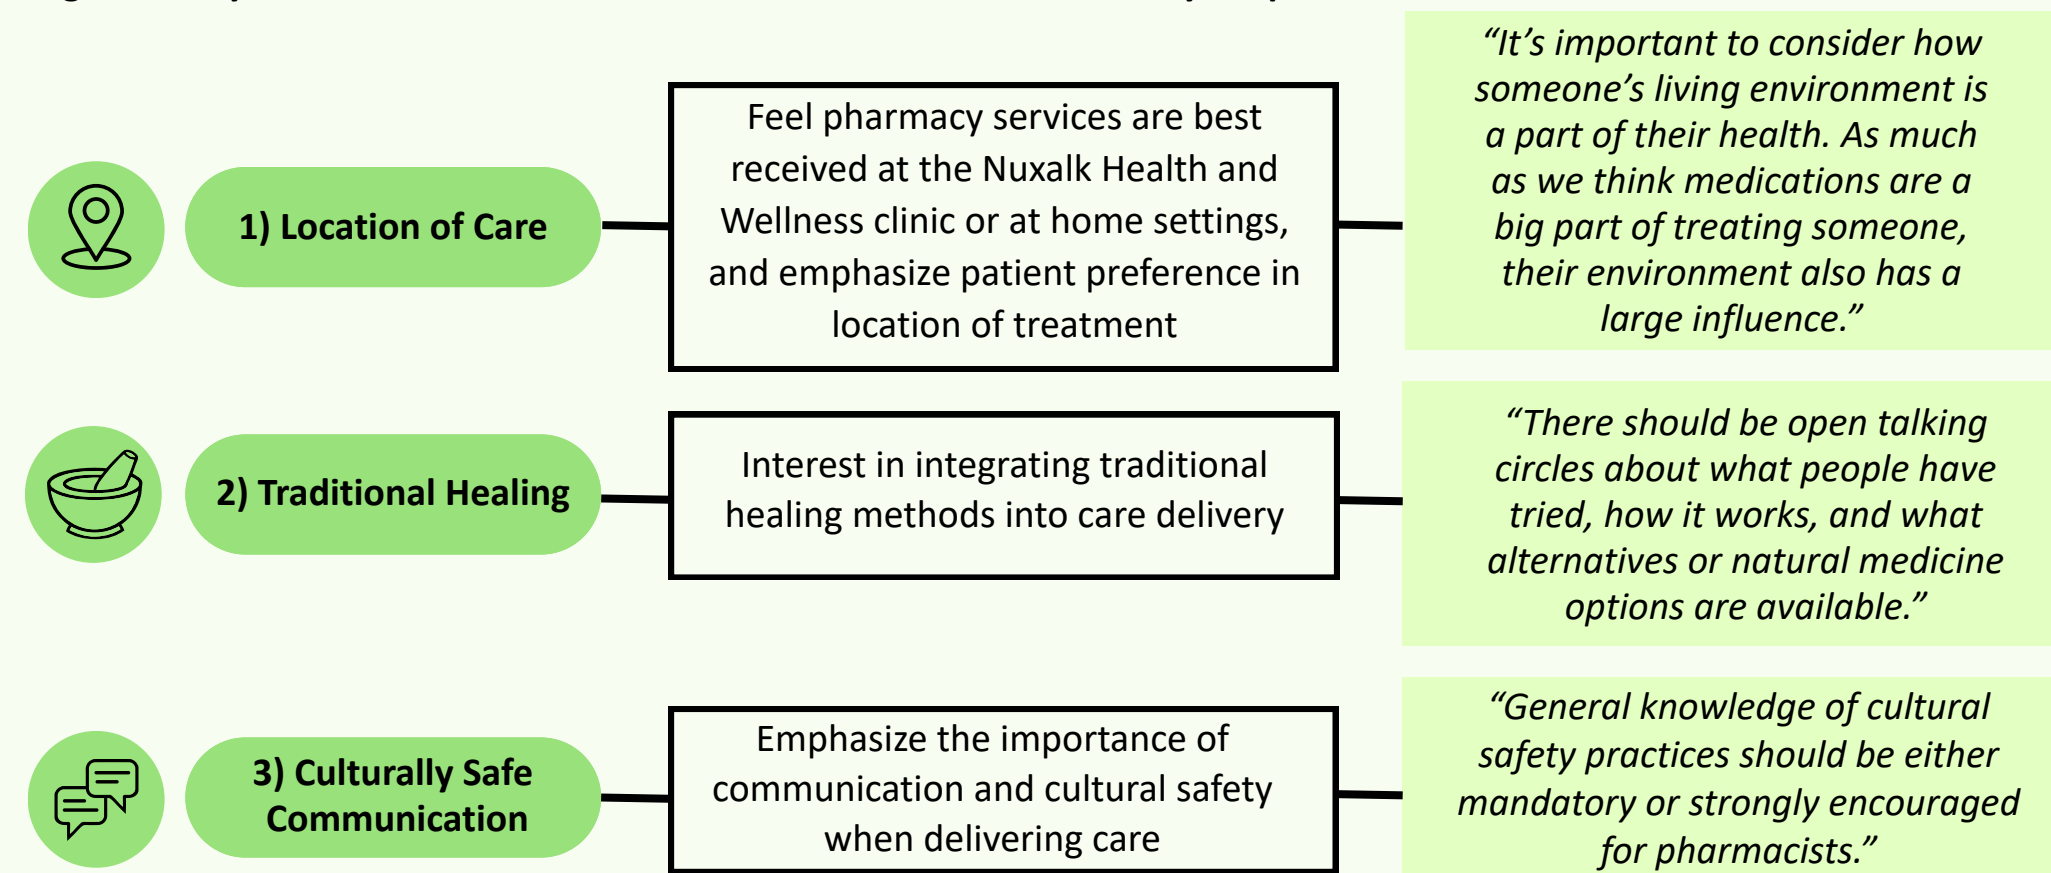 1) Location of Care
Feel pharmacy services are best
received at the Nuxalk Health and
Wellness clinic or at home settings,
and emphasize patient preference in
location of treatment
“It’s important to consider how
someone’s living environment is
a part of their health. As much
as we think medications are a
big part of treating someone,
their environment also has a
large influence.”
2) Traditional Healing
Interest in integrating traditional
healing methods into care delivery
“There should be open talking
circles about what people have
tried, how it works, and what
alternatives or natural medicine
options are available.”
3) Culturally Safe
Communication
Emphasize the importance of
communication and cultural safety
when delivering care
“General knowledge of cultural
safety practices should be either
mandatory or strongly encouraged
for pharmacists.”